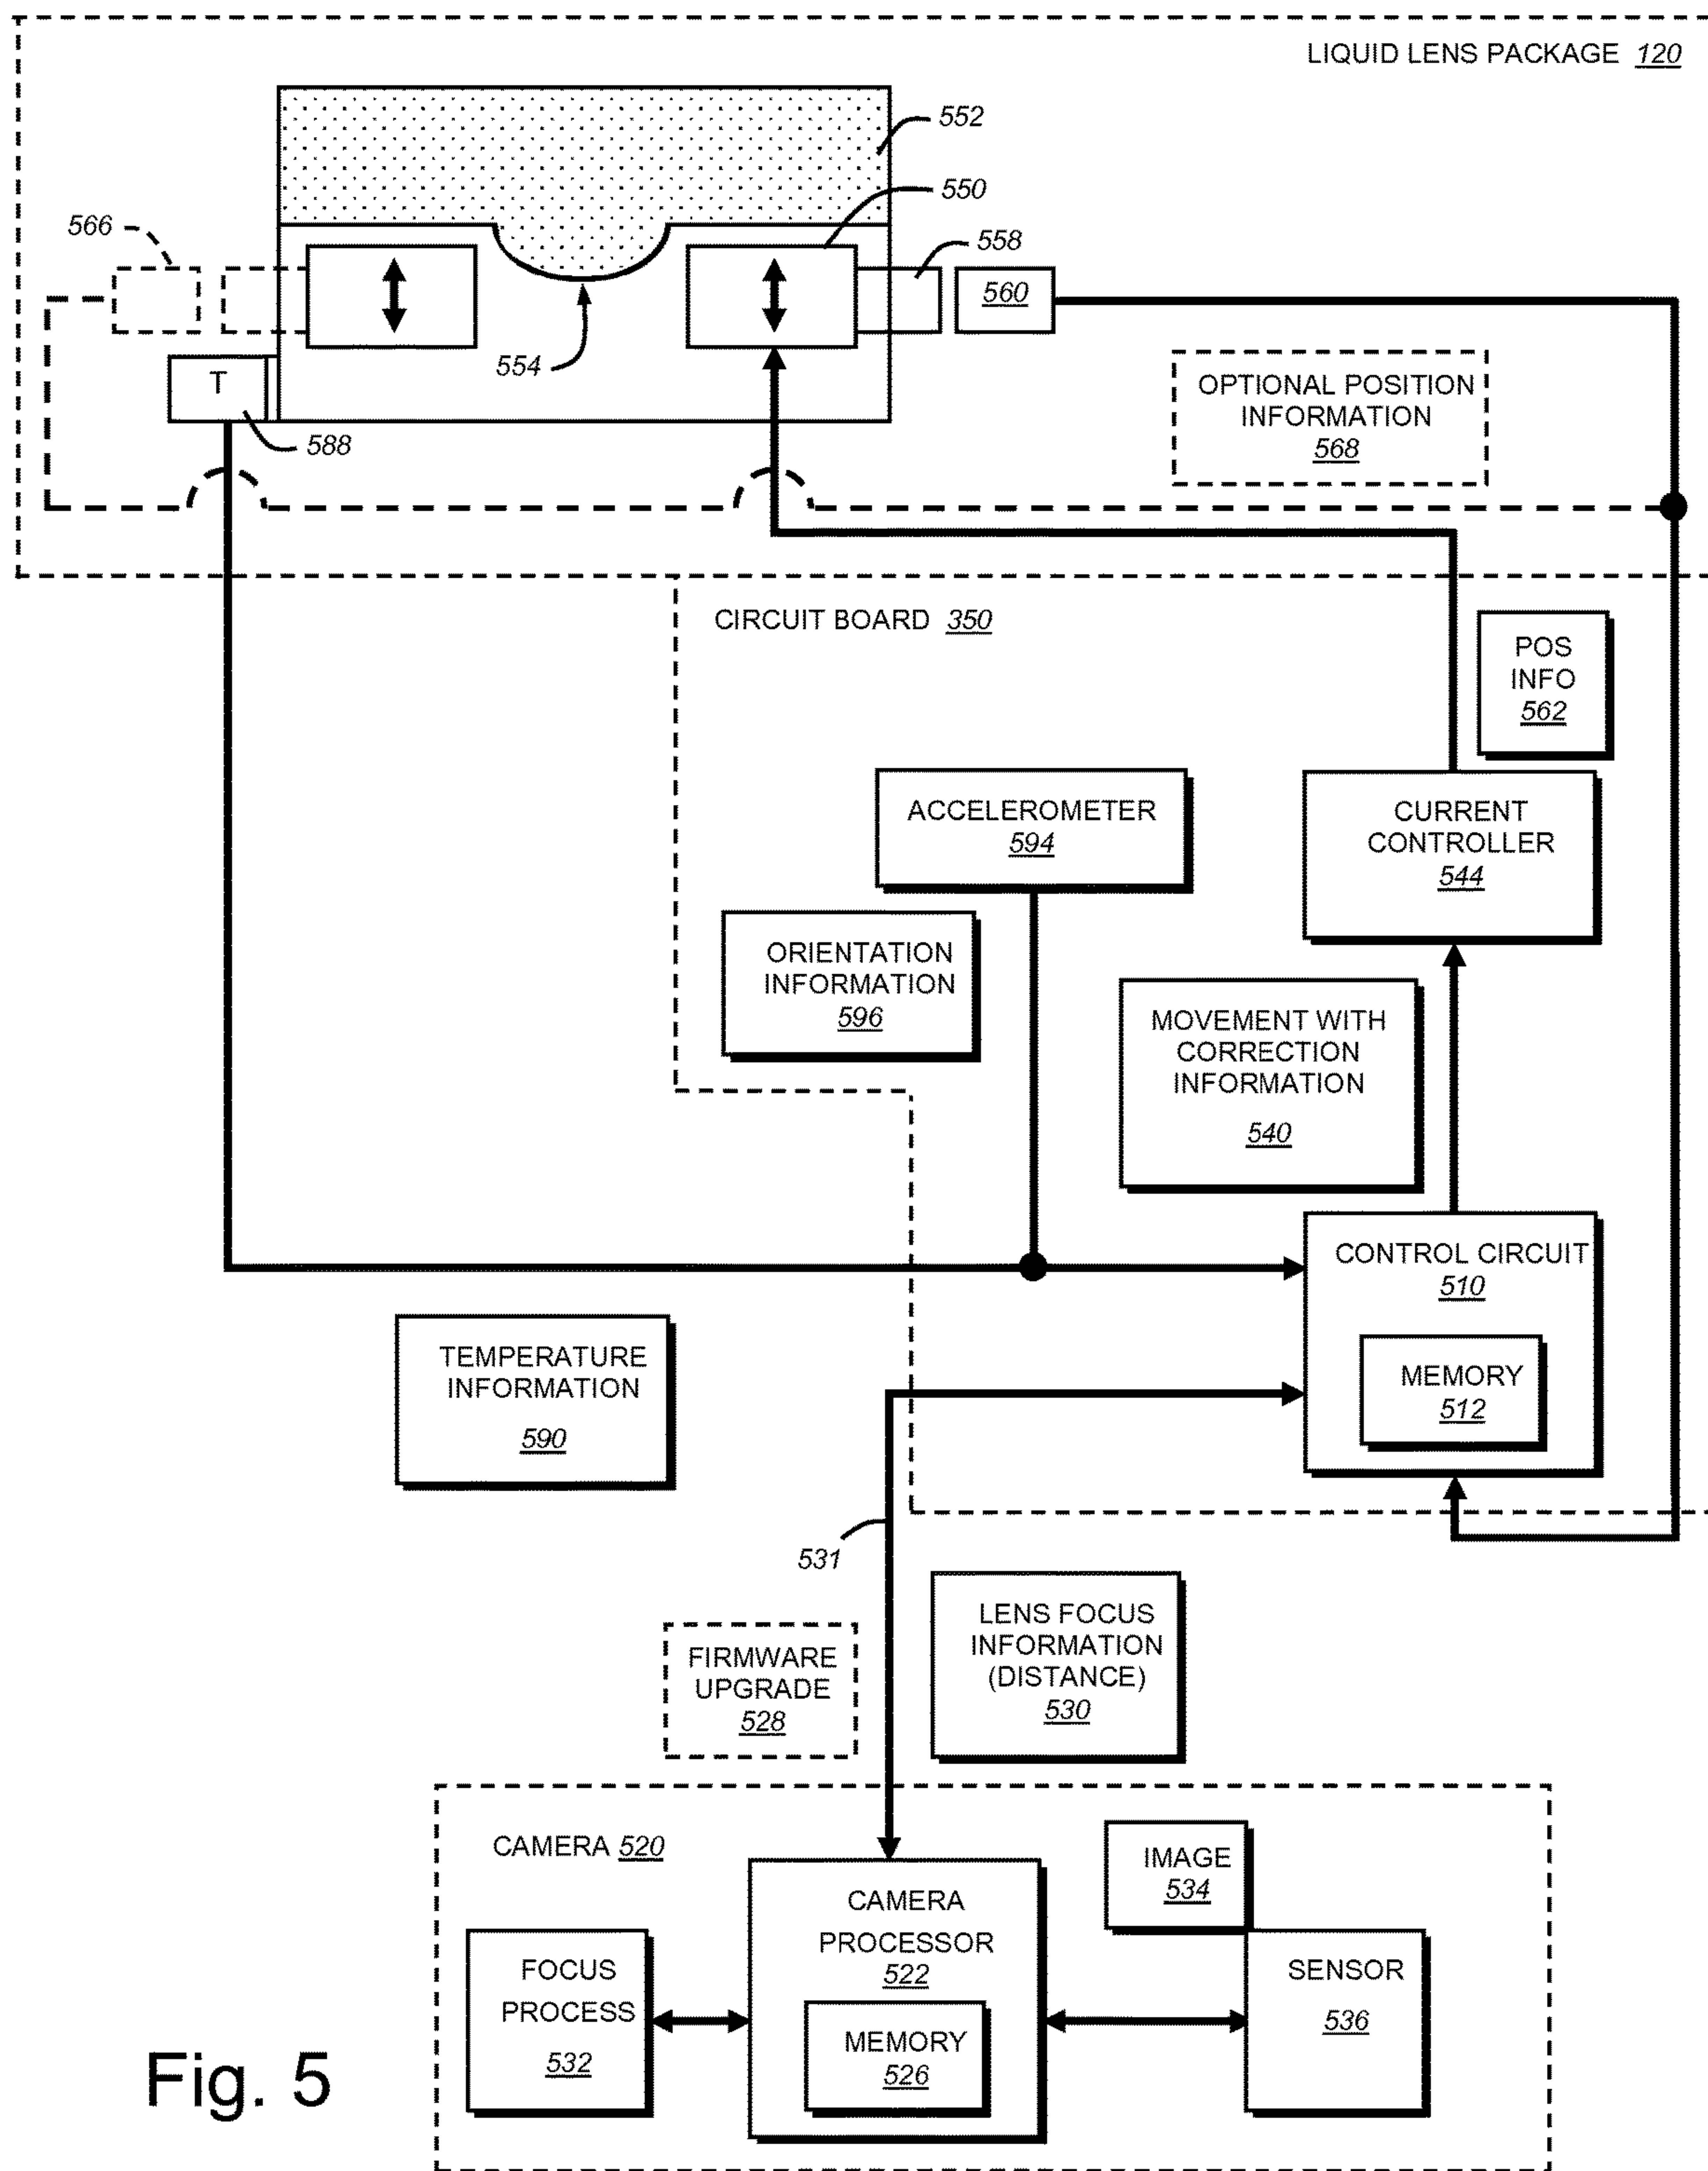 LIQUID LENS PACKAGE 120
552
550
566
558
560
554
T
588
OPTIONAL POSITION
INFORMATION
568
CIRCUIT BOARD 350
POS
INFO
562
ACCELEROMETER
594
CURRENT
CONTROLLER
544
ORIENTATION
INFORMATION
596
MOVEMENT WITH
CORRECTION
INFORMATION
540
CONTROL CIRCUIT
510
MEMORY
512
TEMPERATURE
INFORMATION
590
531
LENS FOCUS
INFORMATION
(DISTANCE)
530
FIRMWARE
UPGRADE
528
CAMERA 520
IMAGE
534
CAMERA
PROCESSOR
522
MEMORY
526
FOCUS
PROCESS
532
SENSOR
536
Fig. 5